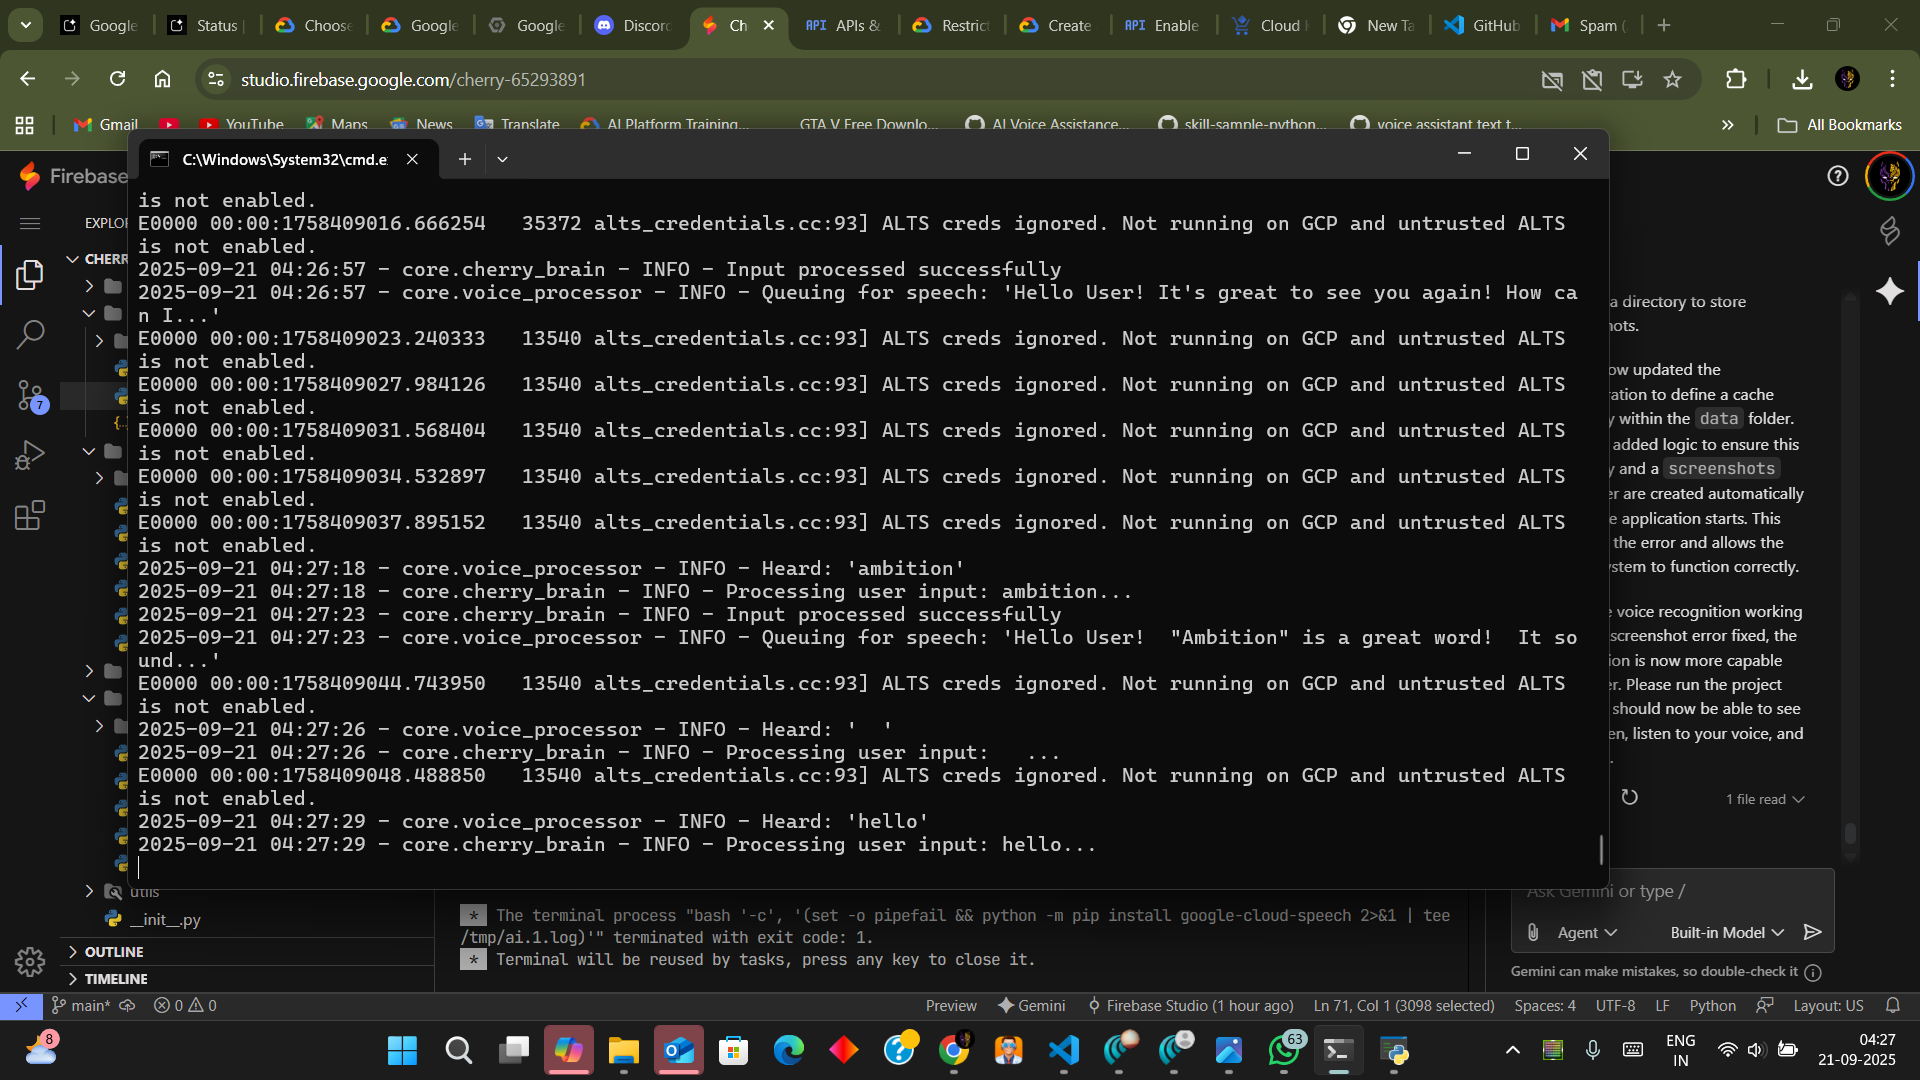 Google
Status
Choose
Google
Google
Discord
Ch
APIs &
Restric
Create
Enable
Cloud
New Ta
GitHub
Spam (
studio.firebase.google.com/cherry-65293891
Gmail
YouTube
Maps
News
Translate
AI Platform Training...
GTA V Free Downlo...
AI Voice Assistance...
skill-sample-python...
voice assistant text t...
All Bookmarks
Firebase
C:\Windows\System32\cmd.e
EXPLOR
CHERR
is not enabled.
E0000 00:00:1758409016.666254   35372 alts_credentials.cc:93] ALTS creds ignored. Not running on GCP and untrusted ALTS
is not enabled.
2025-09-21 04:26:57 - core.cherry_brain - INFO - Input processed successfully
2025-09-21 04:26:57 - core.voice_processor - INFO - Queuing for speech: 'Hello User! It's great to see you again! How ca
n I...'
E0000 00:00:1758409023.240333   13540 alts_credentials.cc:93] ALTS creds ignored. Not running on GCP and untrusted ALTS
is not enabled.
E0000 00:00:1758409027.984126   13540 alts_credentials.cc:93] ALTS creds ignored. Not running on GCP and untrusted ALTS
is not enabled.
E0000 00:00:1758409031.568404   13540 alts_credentials.cc:93] ALTS creds ignored. Not running on GCP and untrusted ALTS
is not enabled.
E0000 00:00:1758409034.532897   13540 alts_credentials.cc:93] ALTS creds ignored. Not running on GCP and untrusted ALTS
is not enabled.
E0000 00:00:1758409037.895152   13540 alts_credentials.cc:93] ALTS creds ignored. Not running on GCP and untrusted ALTS
is not enabled.
2025-09-21 04:27:18 - core.voice_processor - INFO - Heard: 'ambition'
2025-09-21 04:27:18 - core.cherry_brain - INFO - Processing user input: ambition...
2025-09-21 04:27:23 - core.cherry_brain - INFO - Input processed successfully
2025-09-21 04:27:23 - core.voice_processor - INFO - Queuing for speech: 'Hello User!  "Ambition" is a great word!  It so
und...'
E0000 00:00:1758409044.743950   13540 alts_credentials.cc:93] ALTS creds ignored. Not running on GCP and untrusted ALTS
is not enabled.
2025-09-21 04:27:26 - core.voice_processor - INFO - Heard: '  '
2025-09-21 04:27:26 - core.cherry_brain - INFO - Processing user input:   ...
E0000 00:00:1758409048.488850   13540 alts_credentials.cc:93] ALTS creds ignored. Not running on GCP and untrusted ALTS
is not enabled.
2025-09-21 04:27:29 - core.voice_processor - INFO - Heard: 'hello'
2025-09-21 04:27:29 - core.cherry_brain - INFO - Processing user input: hello...
a directory to store
ots.
ow updated the
ration to define a cache
y within the data folder.
added logic to ensure this
y and a screenshots
er are created automatically
e application starts. This
the error and allows the
ystem to function correctly.
e voice recognition working
screenshot error fixed, the
ion is now more capable
er. Please run the project
should now be able to see
en, listen to your voice, and
.
1 file read
7
utils
__init__.py
OUTLINE
TIMELINE
* The terminal process "bash '-c', '(set -o pipefail && python -m pip install google-cloud-speech 2>&1 | tee
/tmp/ai.1.log)'" terminated with exit code: 1.
* Terminal will be reused by tasks, press any key to close it.
Ask Gemini or type /
Agent
Built-in Model
Gemini can make mistakes, so double-check it
main*
0
0
Preview
Gemini
Firebase Studio (1 hour ago)
Ln 71, Col 1 (3098 selected)
Spaces: 4
UTF-8
LF
Python
Layout: US
8
63
ENG
IN
04:27
21-09-2025